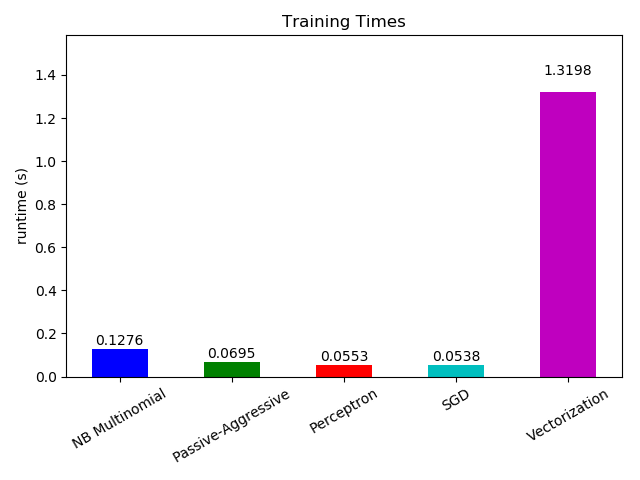 Training Times
runtime (s)
1.4
1.2
1.0
0.8
0.6
0.4
0.2
0.0
0.1276
0.0695
0.0553
0.0538
1.3198
NB Multinomial
Passive-Aggressive
Perceptron
SGD
Vectorization